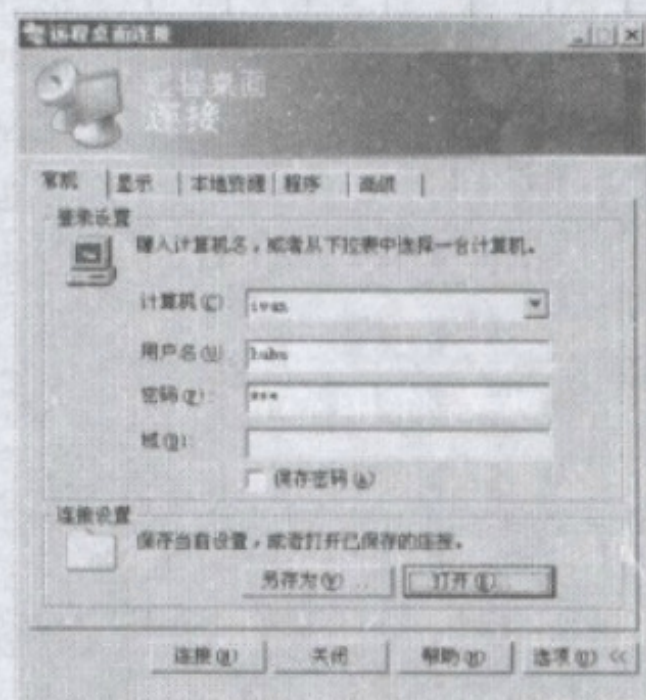 远程桌面连接
远程桌面
连接
常规 显示 本地资源 程序 高级
登录设置
键入计算机名，或者从下拉表中选择一台计算机。
计算机(C) ivan
用户名(U) hahu
密码(P): ***
域(D):
保存密码(A)
连接设置
保存当前设置，或者打开已保存的连接。
另存为(V)... 打开(E)...
连接(N) 关闭 帮助(H) 选项(O) <<